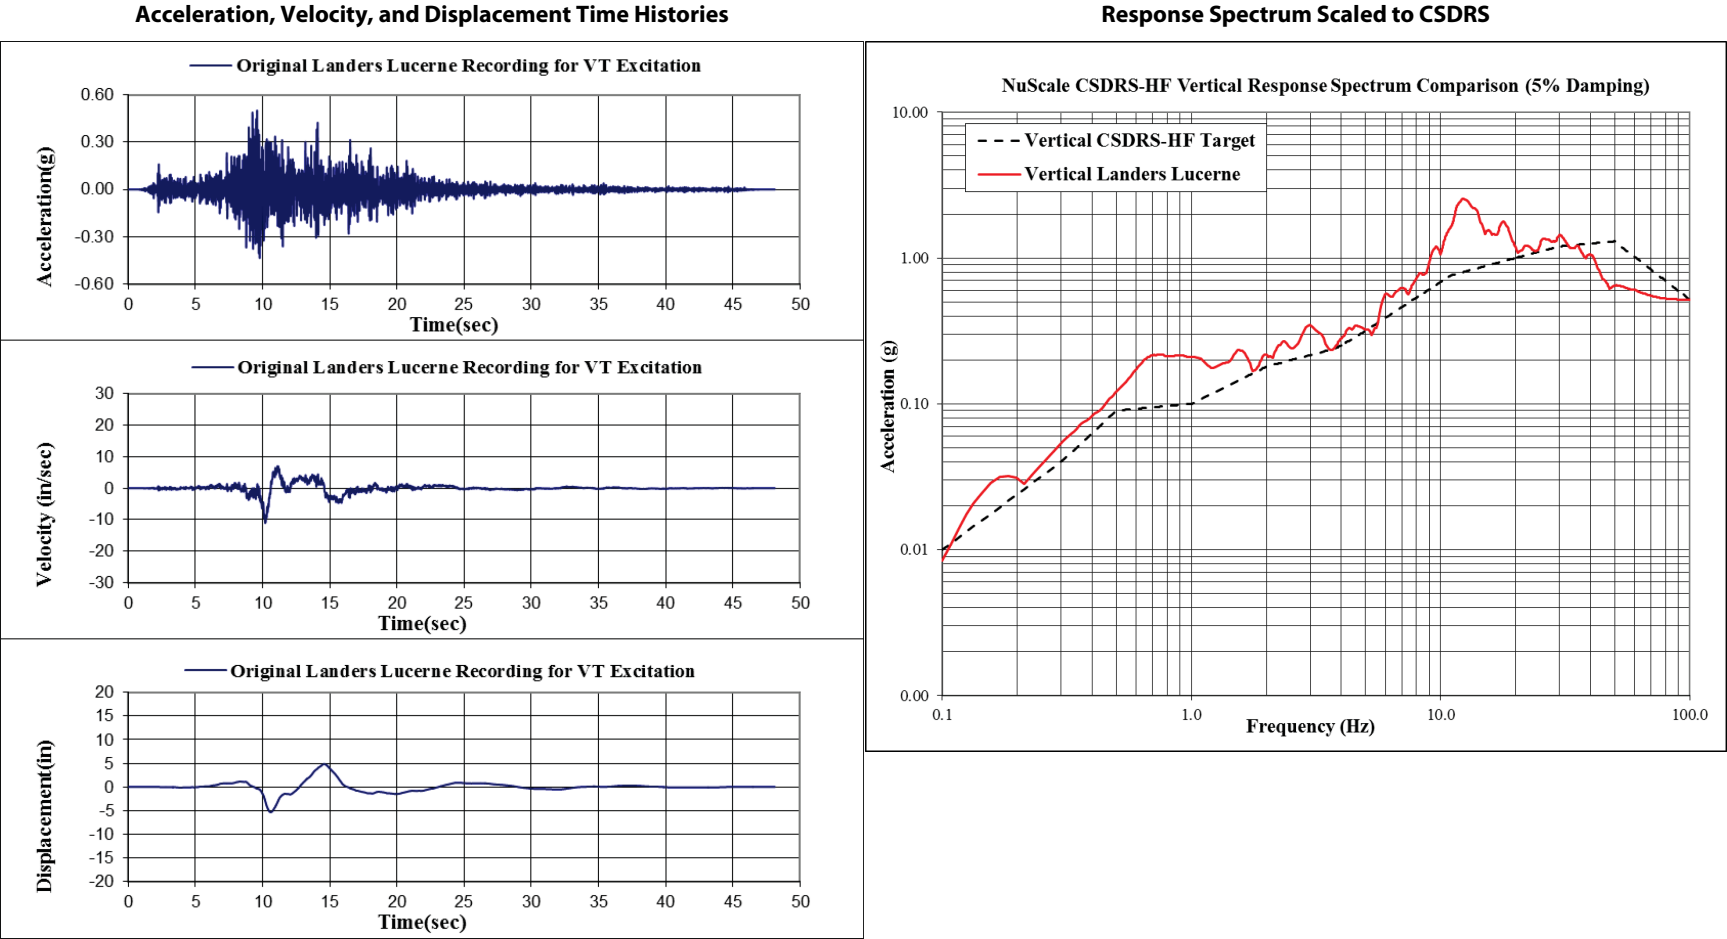 Acceleration, Velocity, and Displacement Time Histories
Original Landers Lucerne Recording for VT Excitation
0.60
0.30
0.00
-0.30
-0.60
Acceleration(g)
0 5 10 15 20 25 30 35 40 45 50
Time(sec)
Original Landers Lucerne Recording for VT Excitation
30
20
10
0
-10
-20
-30
Velocity (in/sec)
0 5 10 15 20 25 30 35 40 45 50
Time(sec)
Original Landers Lucerne Recording for VT Excitation
20
15
10
5
0
-5
-10
-15
-20
Displacement(in)
0 5 10 15 20 25 30 35 40 45 50
Time(sec)
Response Spectrum Scaled to CSDRS
NuScale CSDRS-HF Vertical Response Spectrum Comparison (5% Damping)
Vertical CSDRS-HF Target
Vertical Landers Lucerne
10.00
1.00
0.10
0.01
0.00
Acceleration (g)
0.1 1.0 10.0 100.0
Frequency (Hz)